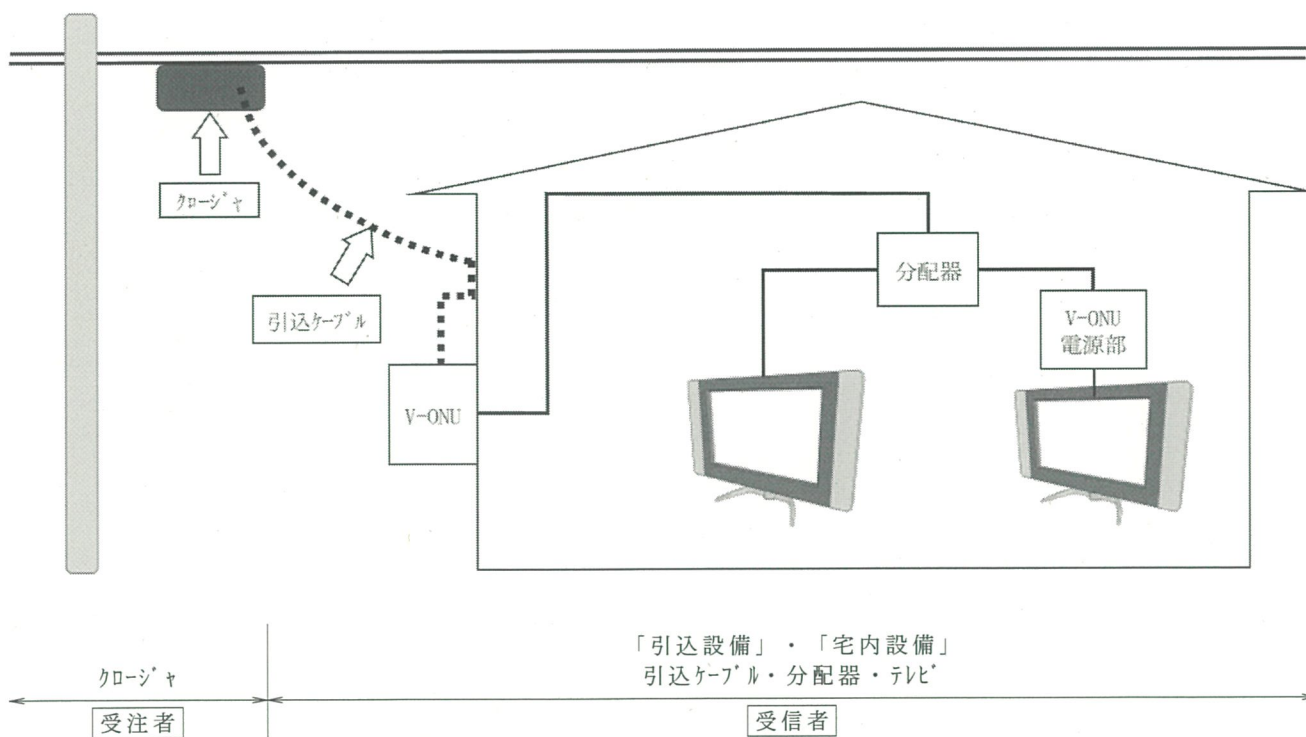 クロージャ
引込ケーブル
V-ONU
分配器
V-ONU
電源部
「引込設備」・「宅内設備」
クロージャ
引込ケーブル・分配器・テレビ
受注者
受信者